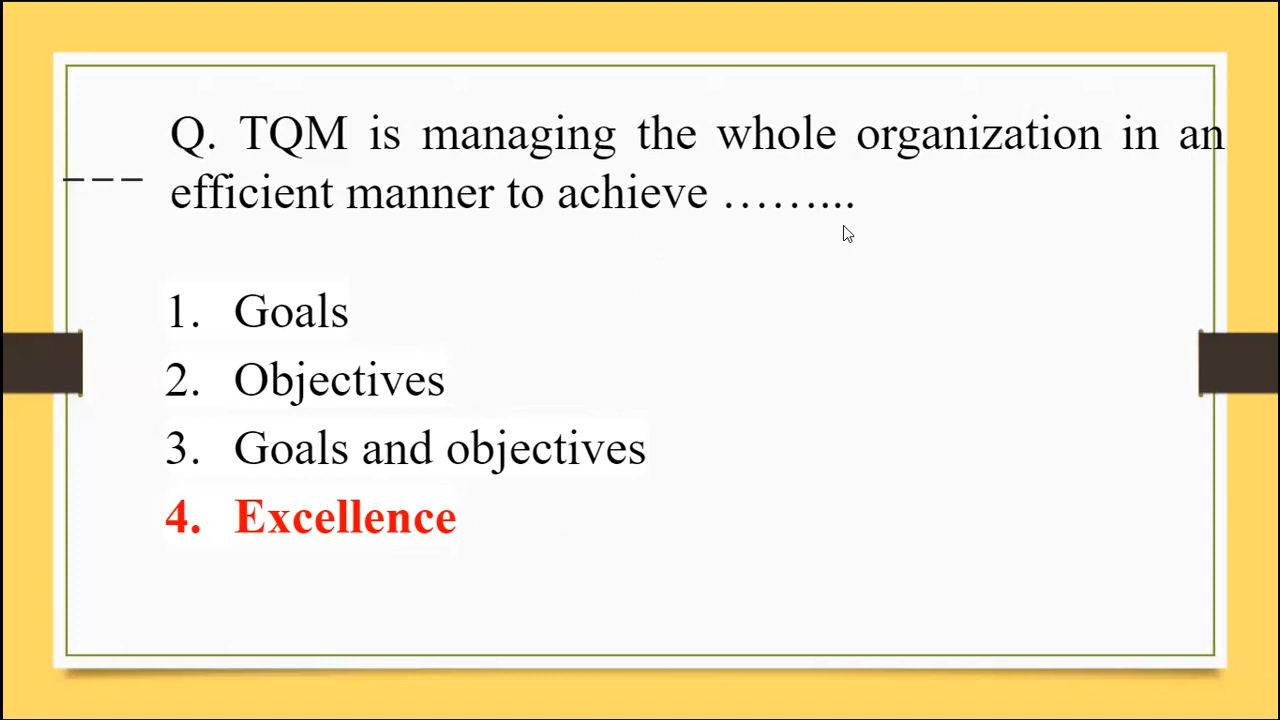 Q. TQM is managing the whole organization in an
efficient manner to achieve ……...
1. Goals
2. Objectives
3. Goals and objectives
4. Excellence